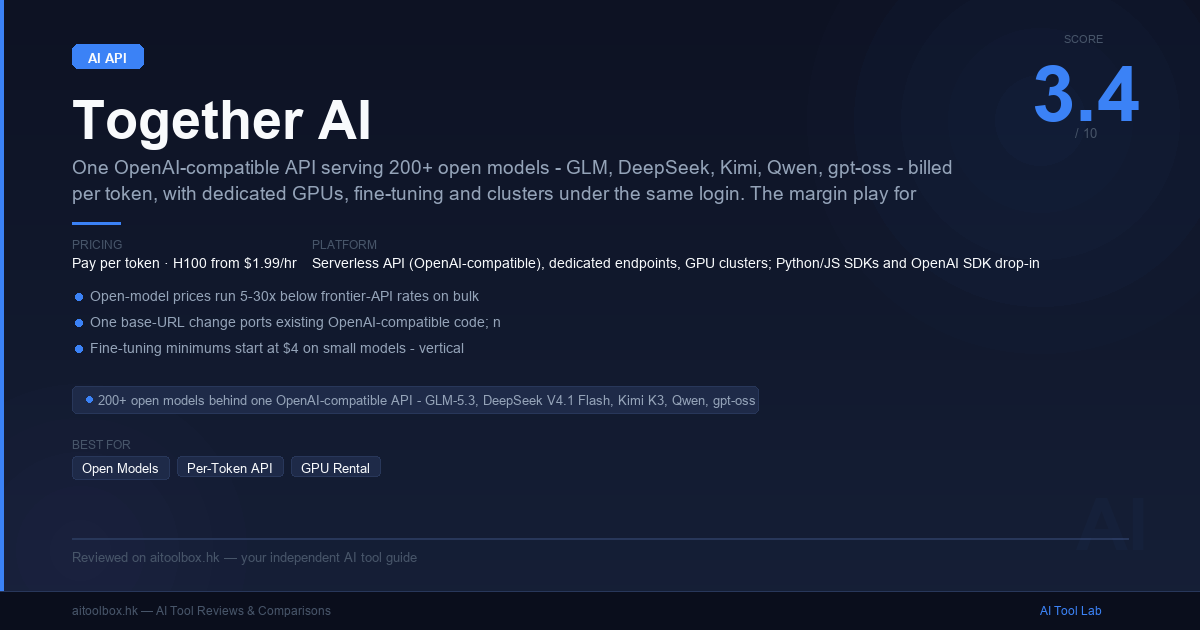 AI API
SCORE
3.4
/ 10
Together AI
One OpenAI-compatible API serving 200+ open models - GLM, DeepSeek, Kimi, Qwen, gpt-oss - billed
per token, with dedicated GPUs, fine-tuning and clusters under the same login. The margin play for
PRICING
Pay per token · H100 from $1.99/hr
PLATFORM
Serverless API (OpenAI-compatible), dedicated endpoints, GPU clusters; Python/JS SDKs and OpenAI SDK drop-in
Open-model prices run 5-30x below frontier-API rates on bulk
One base-URL change ports existing OpenAI-compatible code; n
Fine-tuning minimums start at $4 on small models - vertical
200+ open models behind one OpenAI-compatible API - GLM-5.3, DeepSeek V4.1 Flash, Kimi K3, Qwen, gpt-oss
BEST FOR
Open Models
Per-Token API
GPU Rental
AI
Reviewed on aitoolbox.hk — your independent AI tool guide
aitoolbox.hk — AI Tool Reviews & Comparisons
AI Tool Lab